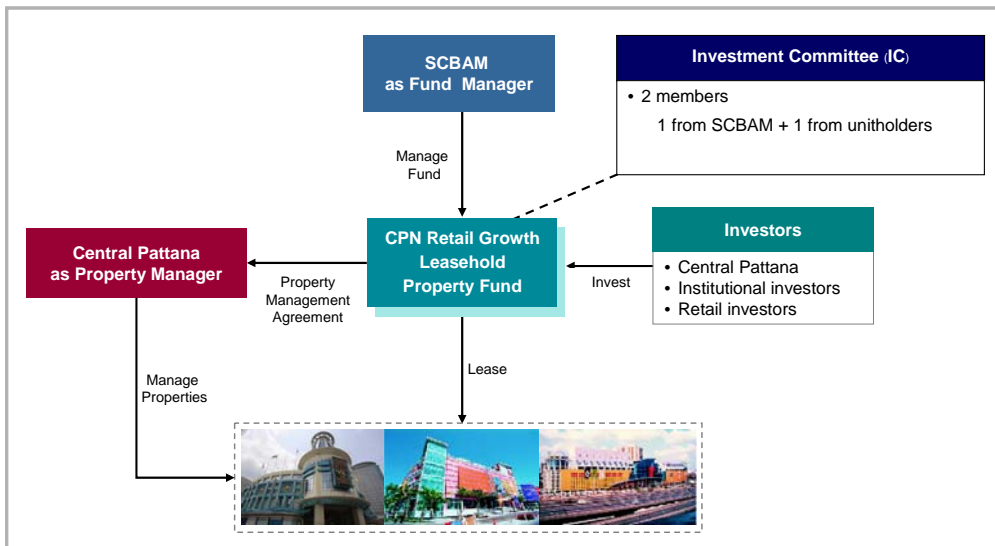 SCBAM
as Fund Manager
Investment Committee (IC)
• 2 members
1 from SCBAM + 1 from unitholders
Manage
Fund
Central Pattana
as Property Manager
CPN Retail Growth
Leasehold
Property Fund
Investors
• Central Pattana
• Institutional investors
• Retail investors
Property
Management
Agreement
Invest
Manage
Properties
Lease